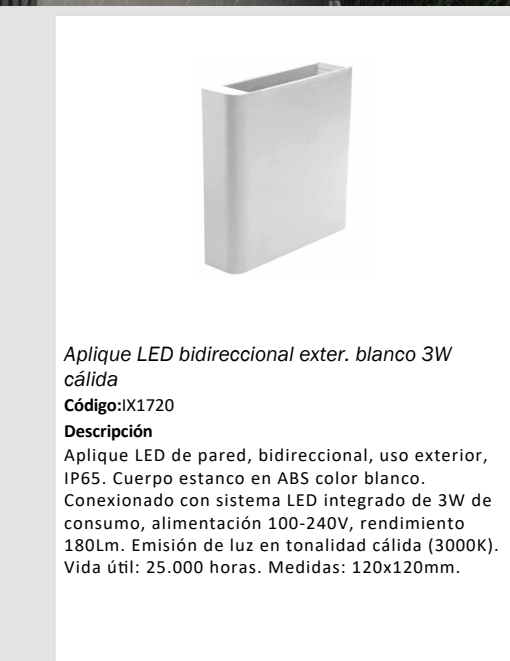 Aplique LED bidireccional exter. blanco 3W
cálida
Código:IX1720
Descripción
Aplique LED de pared, bidireccional, uso exterior,
IP65. Cuerpo estanco en ABS color blanco.
Conexionado con sistema LED integrado de 3W de
consumo, alimentación 100-240V, rendimiento
180Lm. Emisión de luz en tonalidad cálida (3000K).
Vida útil: 25.000 horas. Medidas: 120x120mm.